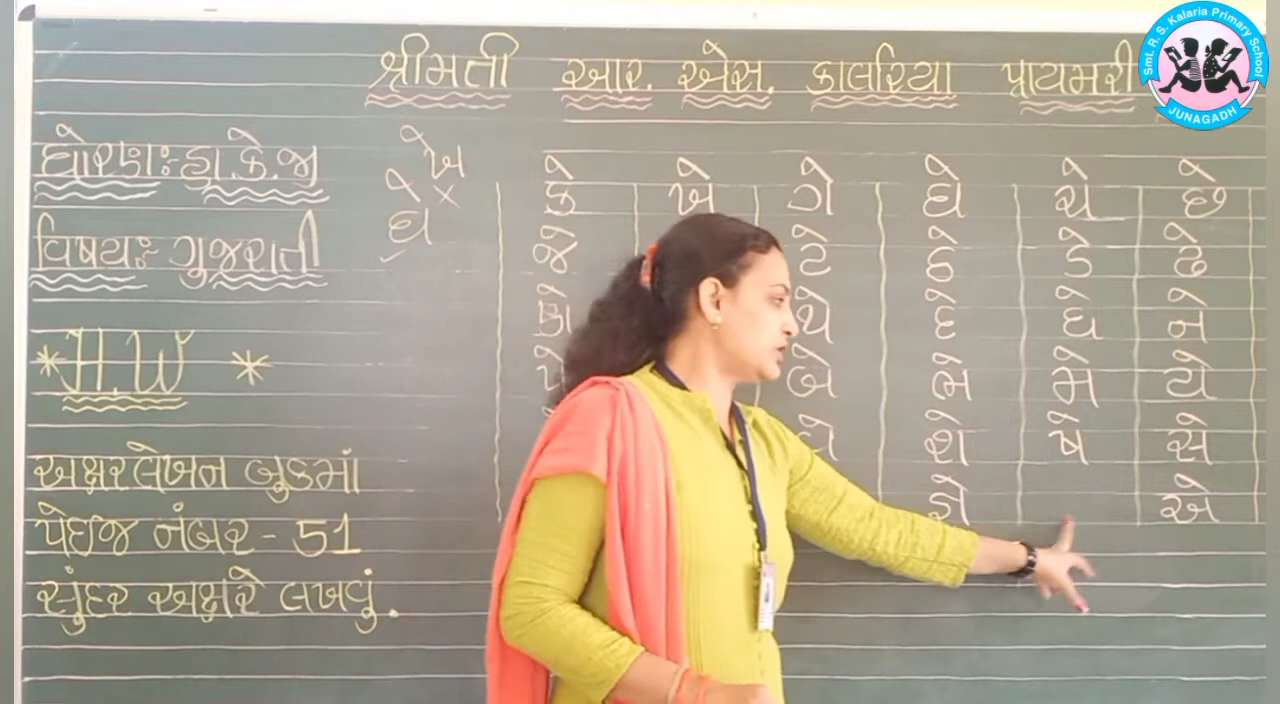 શ્રીમતી આર. એસ. કાલરિયા પ્રાયમરી
Smt. R. S. Kalaria Primary School
JUNAGADH
ધોરણ:- હા.કે.જી
વિષય:- ગુજરાતી
*H.W *
અક્ષરલેખન બુકમાં
પેઈજ નંબર - 51
સુંદર અક્ષરે લખવું.
ખે ×
ઘે ✓
કે ખે ગે ઘે ચે છે
જે ટે ઠે ડે ઢે
થે દે ધે ને
બે ભે મે યે
શે ષે સે
જ્ઞે એ